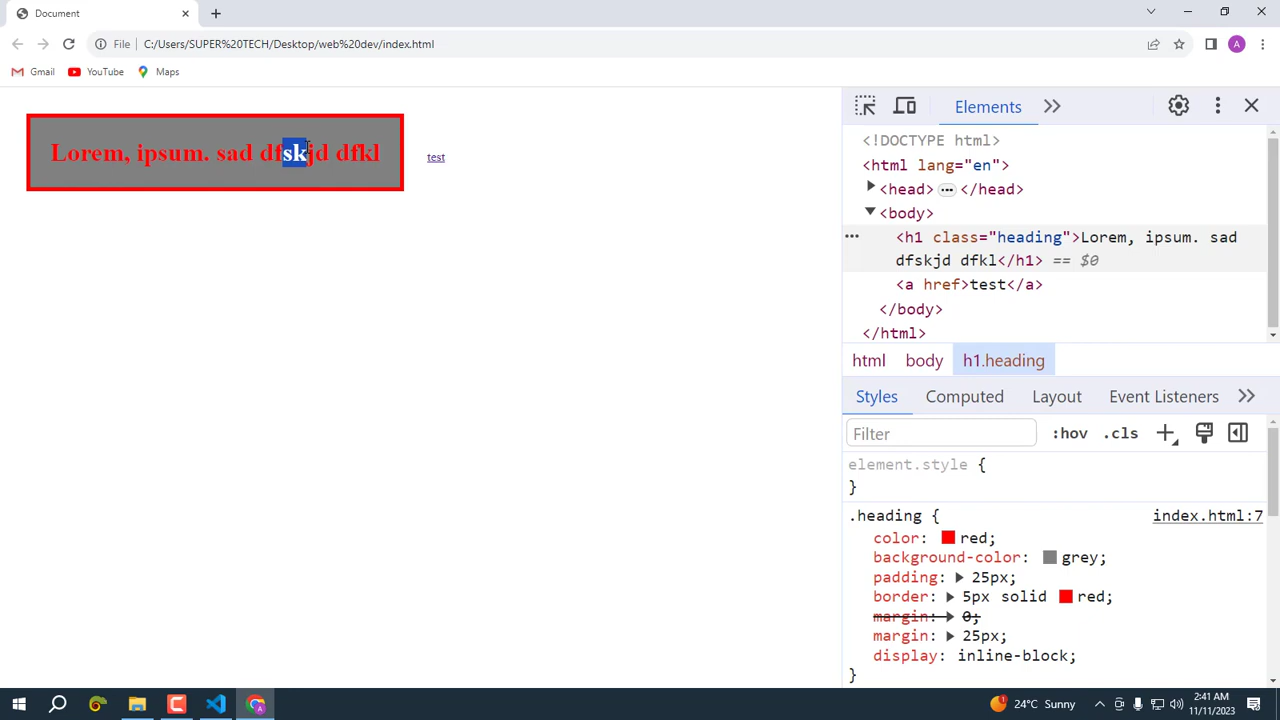 Document
File C:/Users/SUPER%20TECH/Desktop/web%20dev/index.html
A
Gmail YouTube Maps
Lorem, ipsum. sad dfskjd dfkl
test
Elements
<!DOCTYPE html>
<html lang="en">
<head> ••• </head>
<body>
<h1 class="heading">Lorem, ipsum. sad
dfskjd dfkl</h1> == $0
<a href>test</a>
</body>
</html>
html body h1.heading
Styles Computed Layout Event Listeners
Filter :hov .cls
element.style {
}
.heading { index.html:7
color: red;
background-color: grey;
padding: 25px;
border: 5px solid red;
margin: 0;
margin: 25px;
display: inline-block;
}
24°C Sunny 2:41 AM
11/11/2023